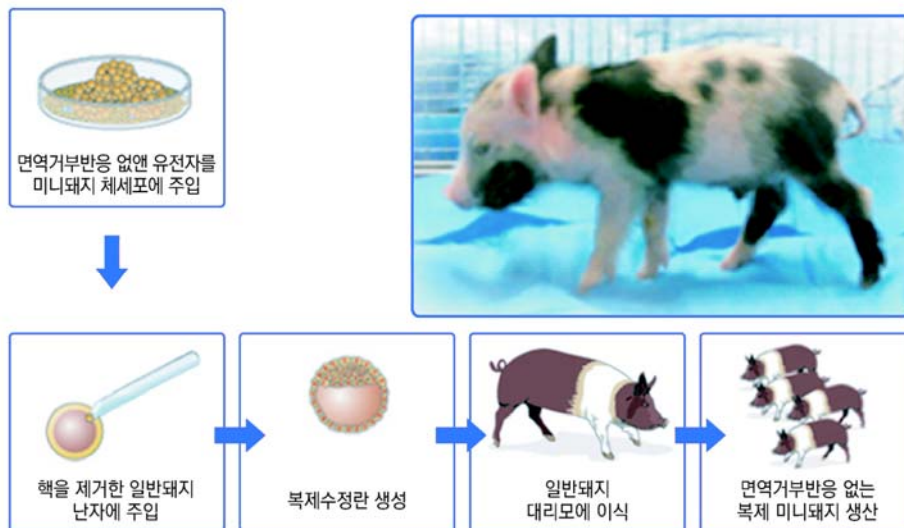 면역거부반응 없앤 유전자를
미니돼지 체세포에 주입
핵을 제거한 일반돼지
난자에 주입
복제수정란 생성
일반돼지
대리모에 이식
면역거부반응 없는
복제 미니돼지 생산